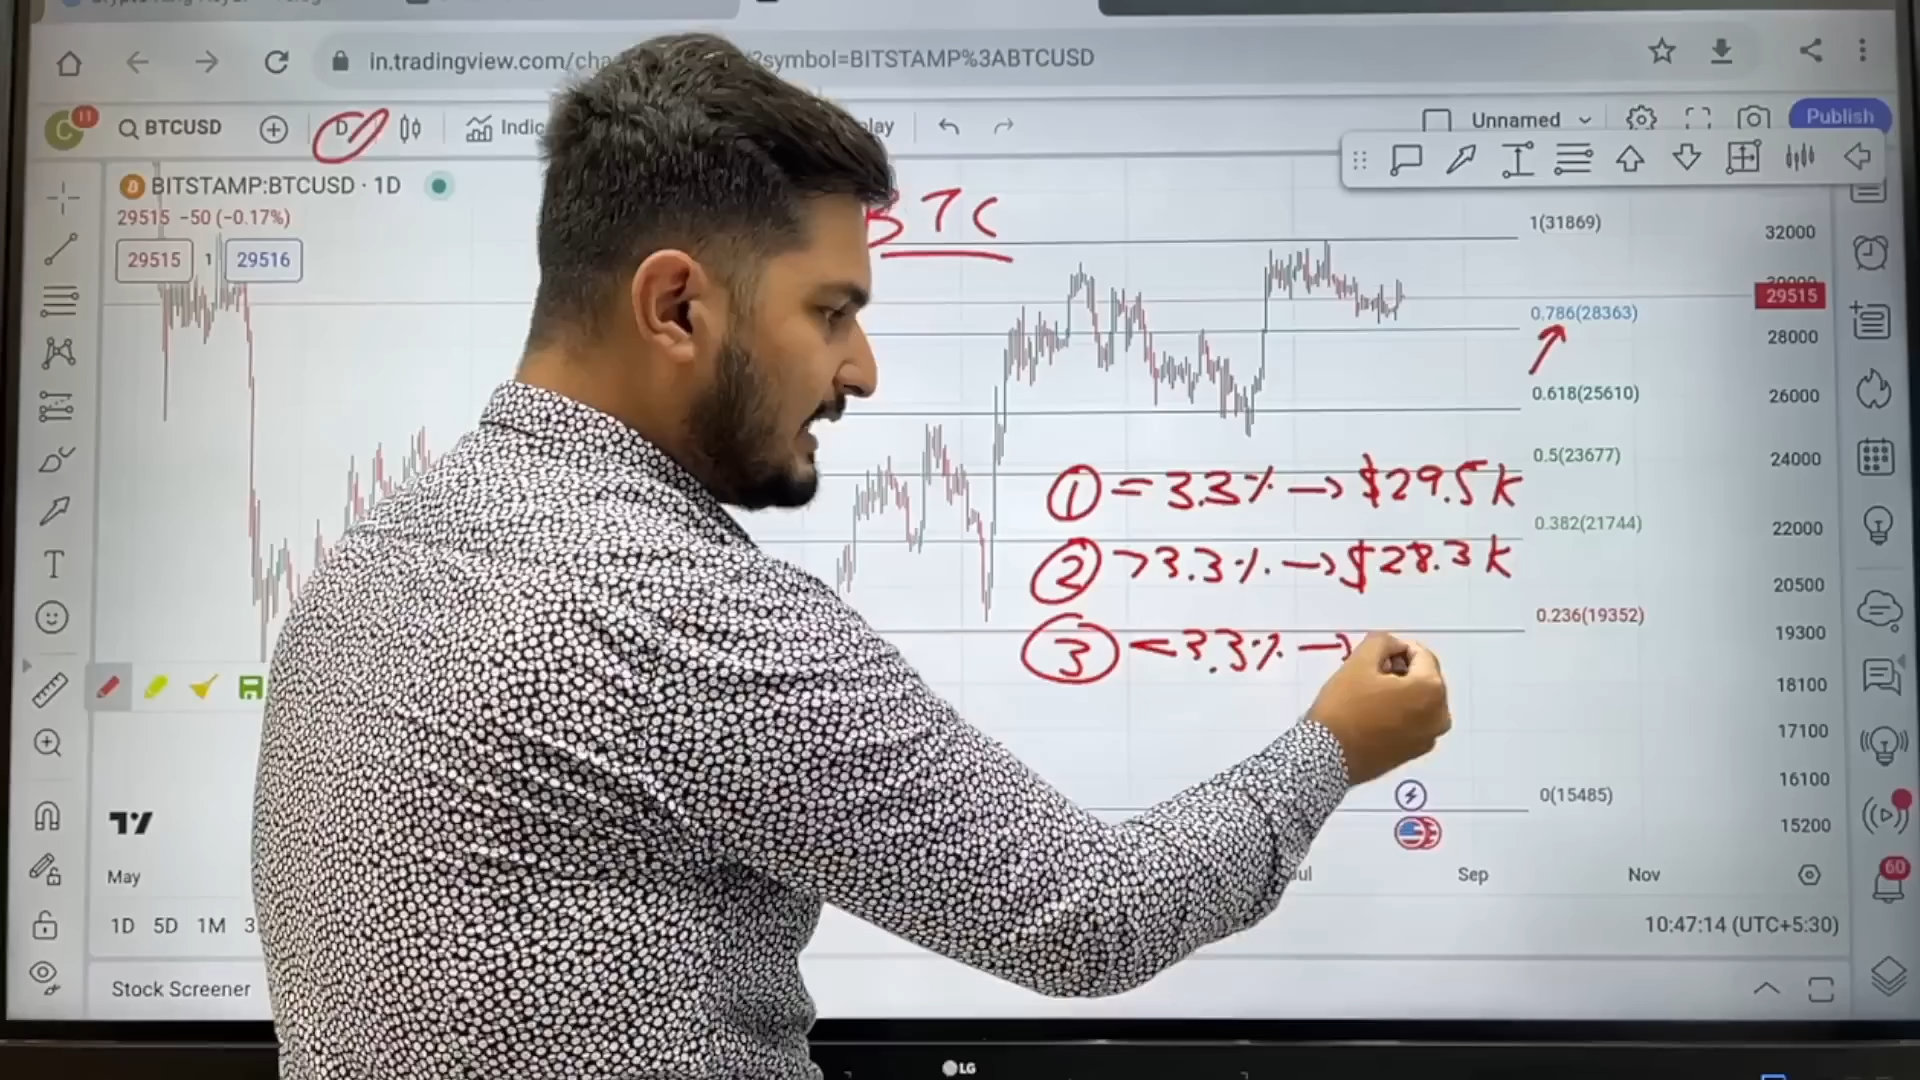 in.tradingview.com/cha
?symbol=BITSTAMP%3ABTCUSD
C
11
BTCUSD
D
Indic
lay
Unnamed
Publish
BITSTAMP:BTCUSD · 1D
29515 −50 (−0.17%)
29515
1
29516
BTC
1(31869)
0.786(28363)
0.618(25610)
0.5(23677)
0.382(21744)
0.236(19352)
0(15485)
32000
29515
28000
26000
24000
22000
20500
19300
18100
17100
16100
15200
① = 3.3% → $29.5k
② >3.3% → $28.3k
③ <3.3% →
T
60
May
ul
Sep
Nov
1D 5D 1M 3
10:47:14 (UTC+5:30)
Stock Screener
LG